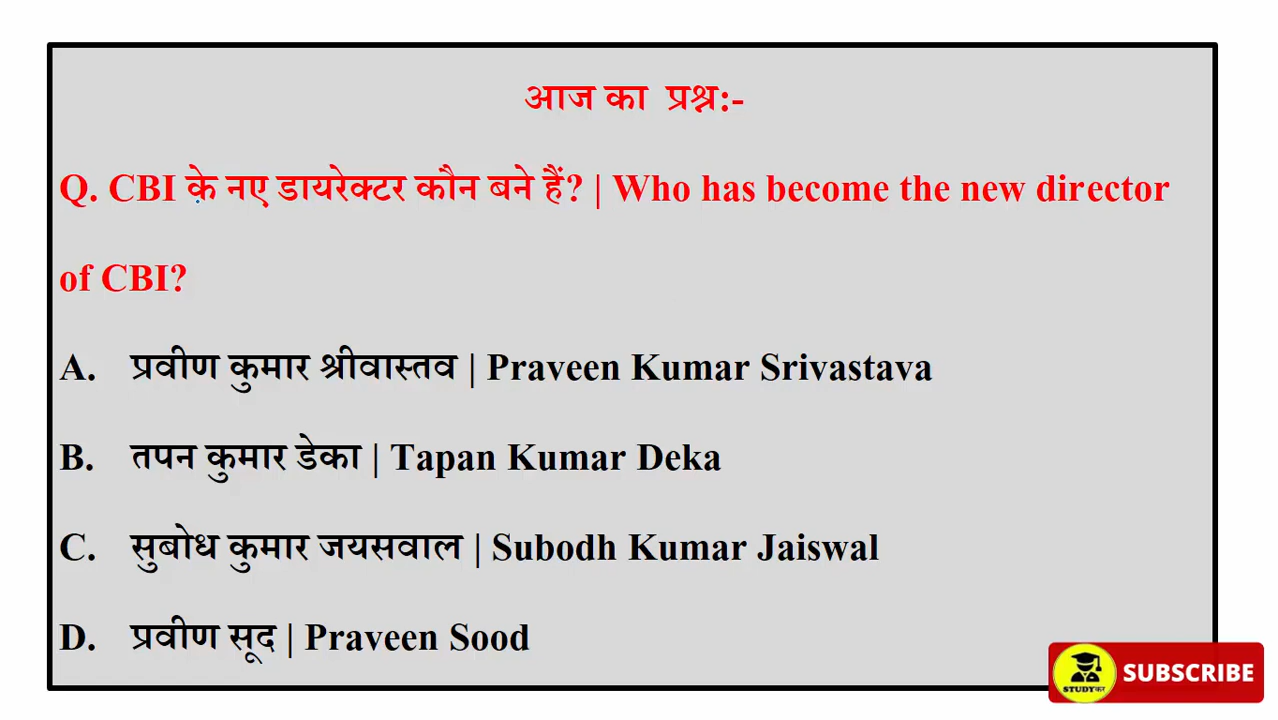 आज का प्रश्न:-
Q. CBI के नए डायरेक्टर कौन बने हैं? | Who has become the new director
of CBI?
A. प्रवीण कुमार श्रीवास्तव | Praveen Kumar Srivastava
B. तपन कुमार डेका | Tapan Kumar Deka
C. सुबोध कुमार जयसवाल | Subodh Kumar Jaiswal
D. प्रवीण सूद | Praveen Sood
STUDYकर
SUBSCRIBE